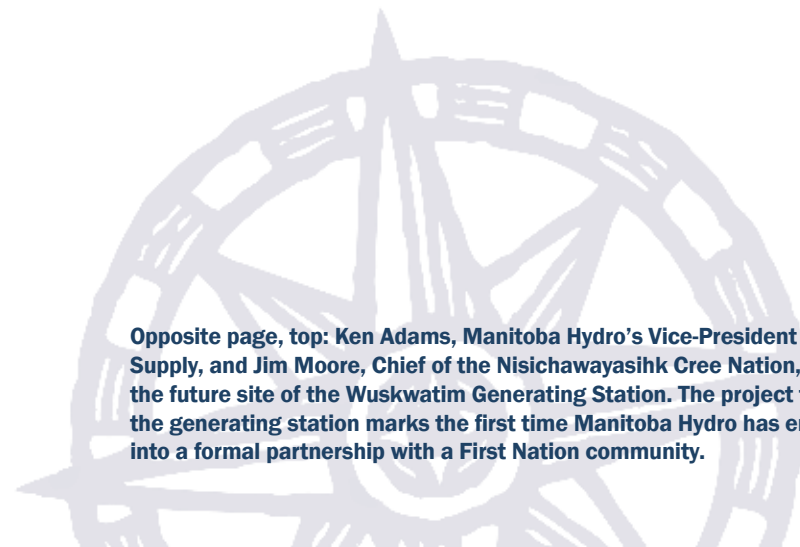 Opposite page, top: Ken Adams, Manitoba Hydro's Vice-President
Supply, and Jim Moore, Chief of the Nisichawayasihk Cree Nation,
the future site of the Wuskwatim Generating Station. The project
the generating station marks the first time Manitoba Hydro has
into a formal partnership with a First Nation community.